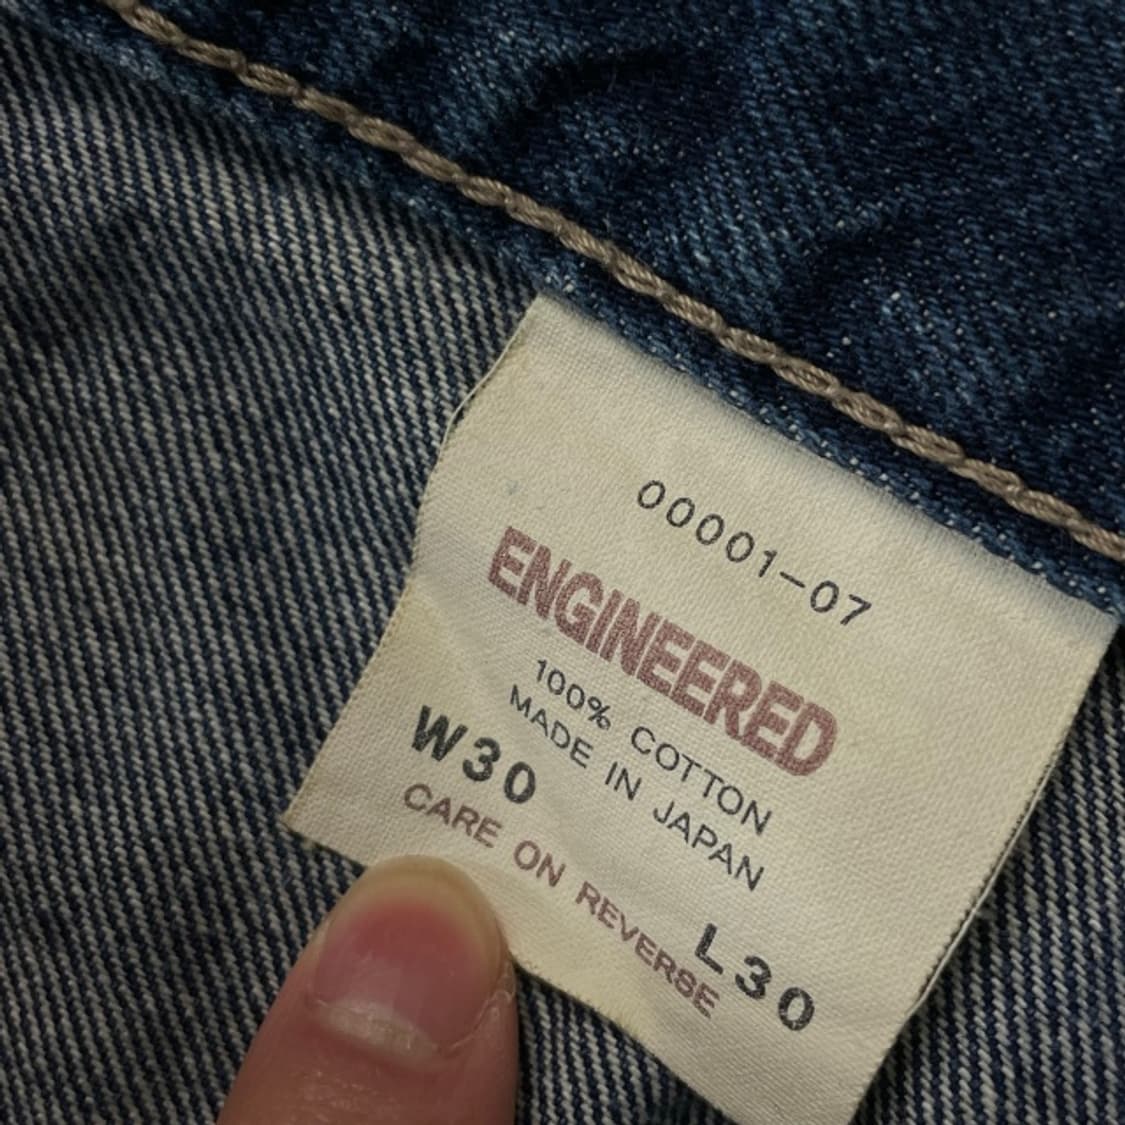 00001-07
ENGINEERED
100% COTTON
MADE IN JAPAN
W30 L30
CARE ON REVERSE